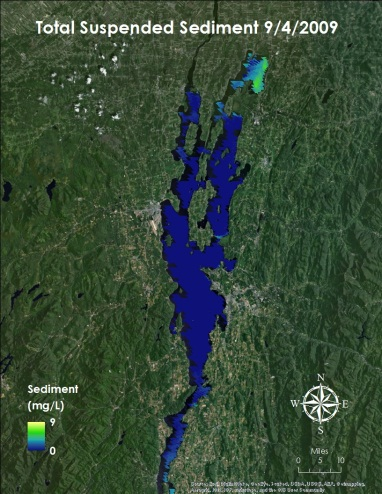 Total Suspended Sediment 9/4/2009
Sediment
(mg/L)
9
0
N
W E
S
Miles
0 5 10